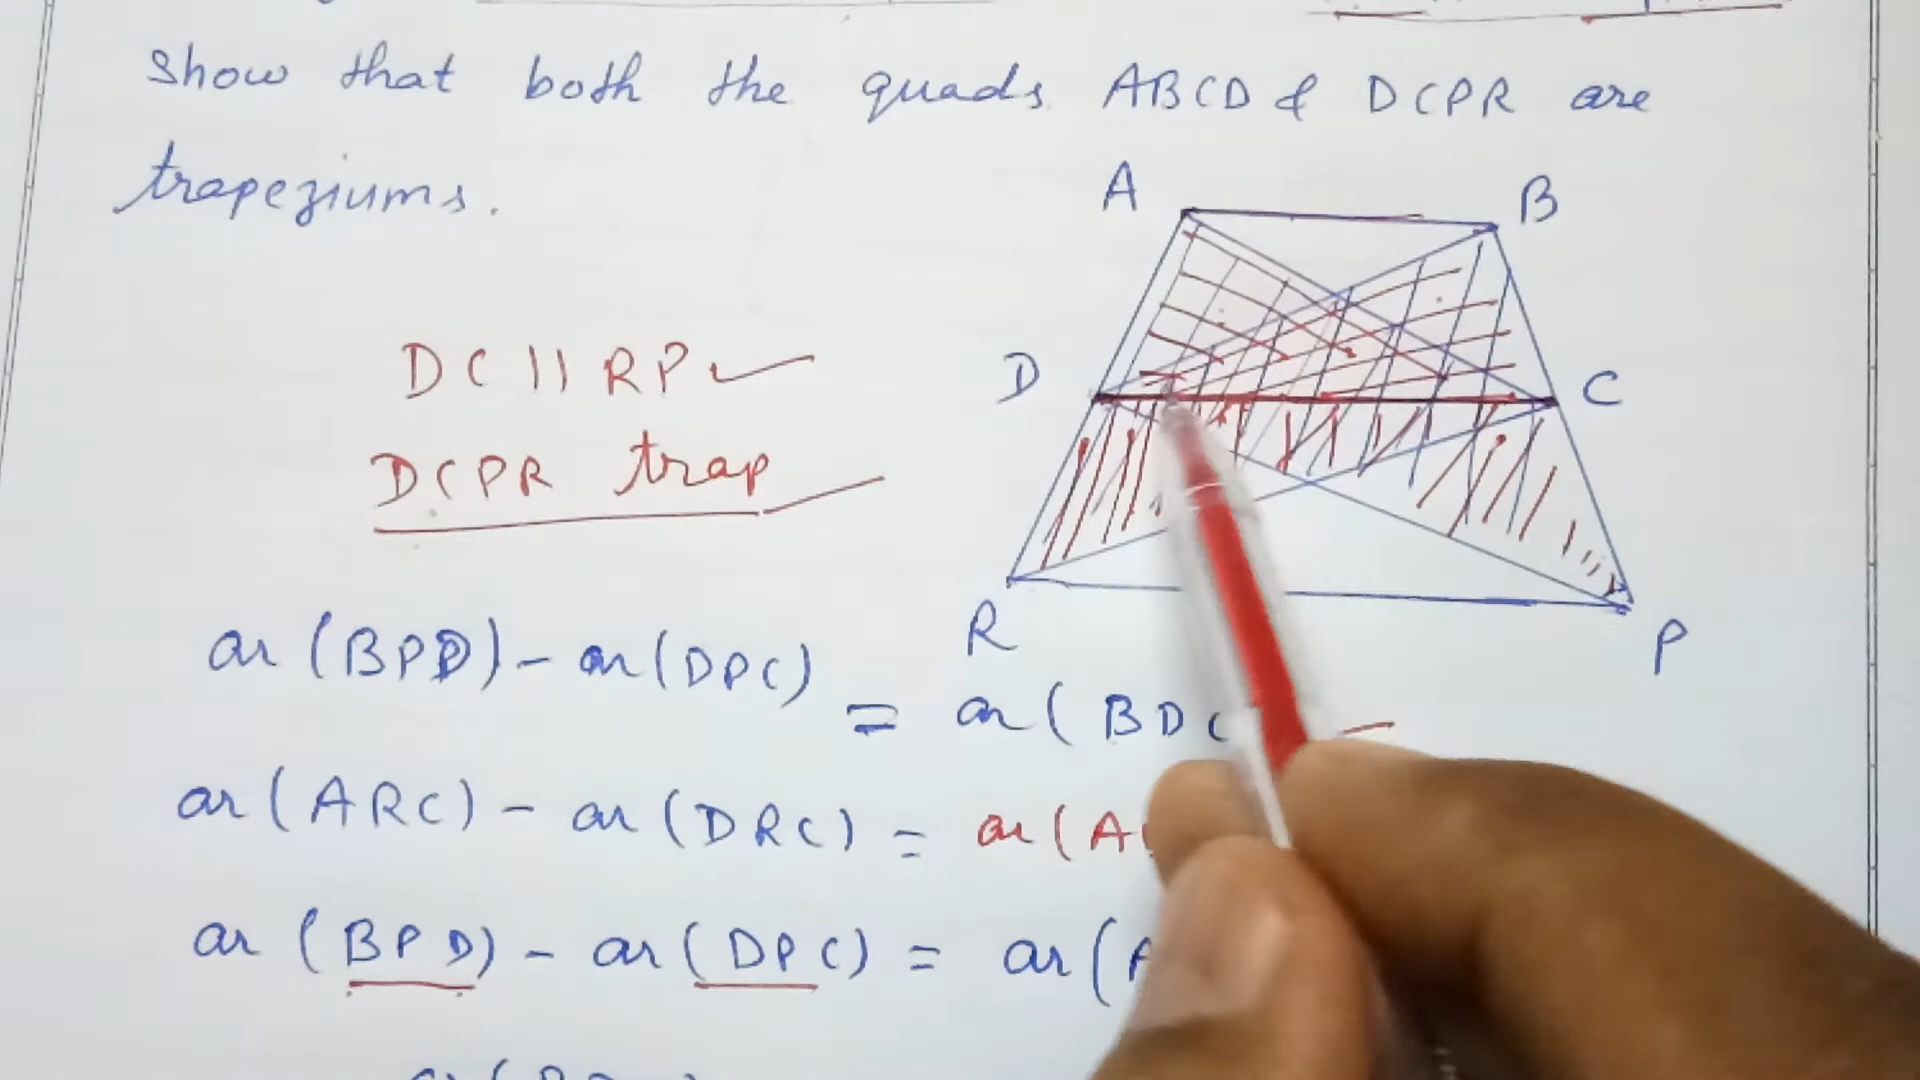 show that both the quads. ABCD & DCPR are
trapeziums.
A
B
DC || RP
D
C
DCPR trap
R
P
ar (BPD) - ar (DPC) = ar (BDC
ar (ARC) - ar (DRC) = ar (A
ar (BPD) - ar (DPC) = ar (A